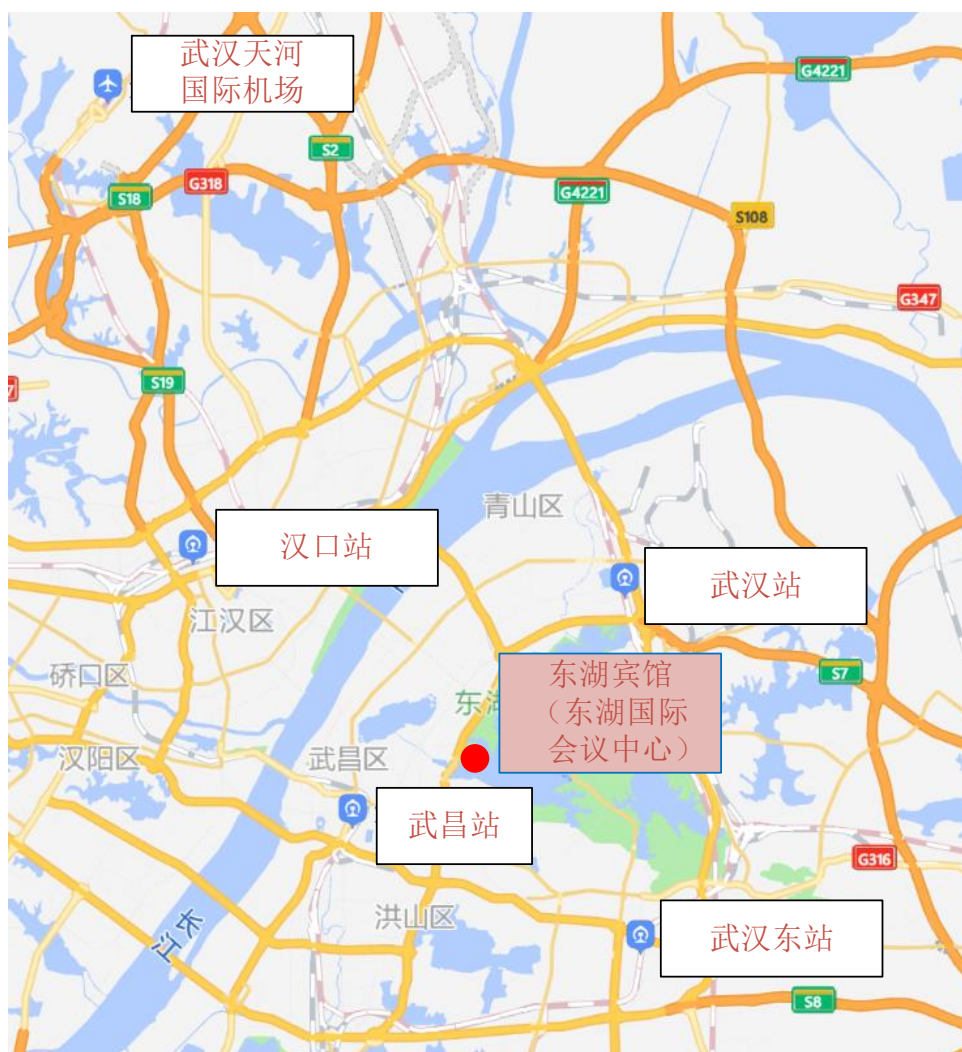 武汉天河
国际机场
G4221
S2
G318
S18
G4221
S108
G347
S19
青山区
汉口站
武汉站
江汉区
硚口区
东湖宾馆
（东湖国际
会议中心）
东湖
S7
汉阳区
武昌区
武昌站
G316
洪山区
长江
武汉东站
S8